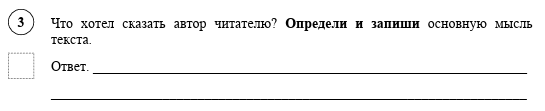 3 Что хотел сказать автор читателю? Определи и запиши основную мысль
текста.
Ответ.